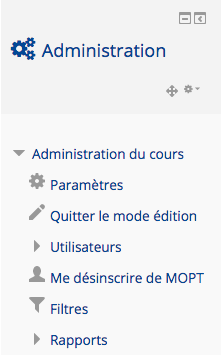 Administration
Administration du cours
Paramètres
Quitter le mode édition
Utilisateurs
Me désinscrire de MOPT
Filtres
Rapports